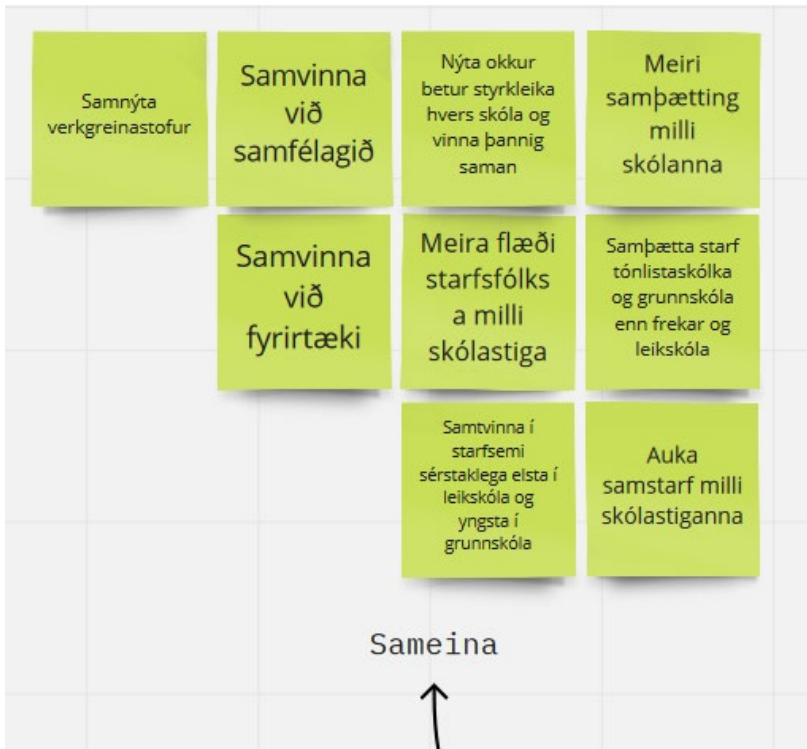 Samnýta
verkgreinastofur
Samvinna
við
samfélagið
Nýta okkur
betur styrkleika
hvers skóla og
vinna þannig
saman
Meiri
samþætting
milli
skólanna
Samvinna
við
fyrirtæki
Meira flæði
starfsfólks
a milli
skólastiga
Samþætta starf
tónlistaskólka
og grunnskóla
enn frekar og
leikskóla
Samtvinna í
starfsemi
sérstaklega elsta í
leikskóla og
yngsta í
grunnskóla
Auka
samstarf milli
skólastiganna
Sameina